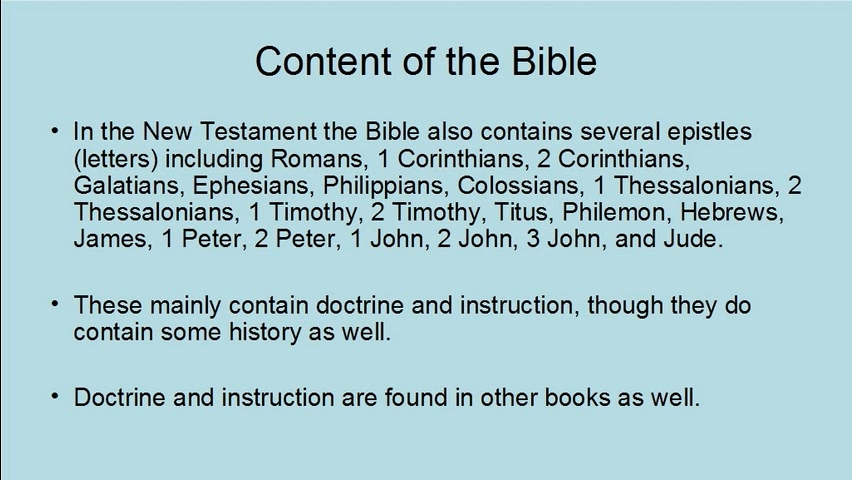 Content of the Bible
• In the New Testament the Bible also contains several epistles
(letters) including Romans, 1 Corinthians, 2 Corinthians,
Galatians, Ephesians, Philippians, Colossians, 1 Thessalonians, 2
Thessalonians, 1 Timothy, 2 Timothy, Titus, Philemon, Hebrews,
James, 1 Peter, 2 Peter, 1 John, 2 John, 3 John, and Jude.
• These mainly contain doctrine and instruction, though they do
contain some history as well.
• Doctrine and instruction are found in other books as well.